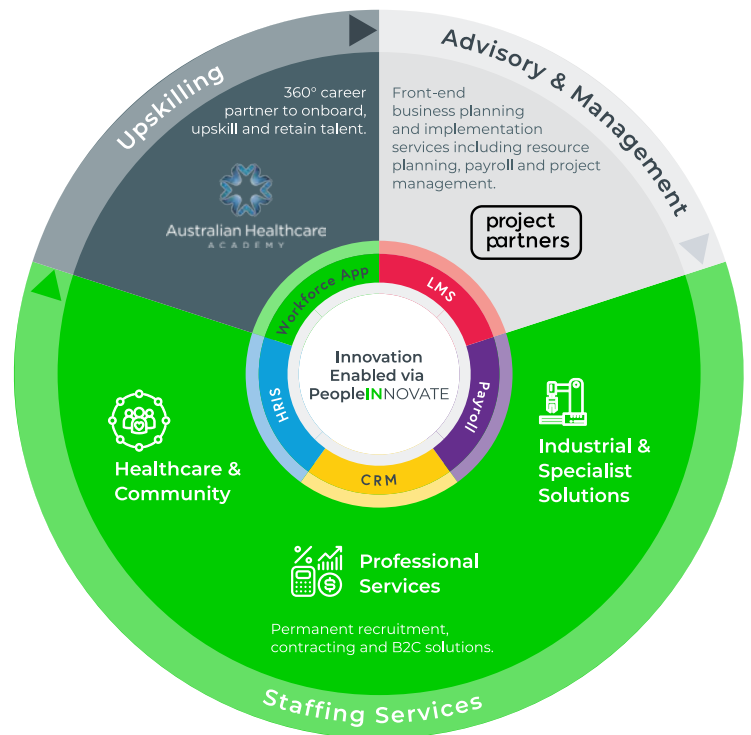 Upskilling
360° career
partner to onboard,
upskill and retain talent.
Australian Healthcare
ACADEMY
Advisory & Management
Front-end
business planning
and implementation
services including resource
planning, payroll and project
management.
project
partners
Workforce App
LMS
HRIS
Payroll
CRM
Innovation
Enabled via
PeopleINNOVATE
Healthcare &
Community
Industrial &
Specialist
Solutions
Professional
Services
Permanent recruitment,
contracting and B2C solutions.
Staffing Services